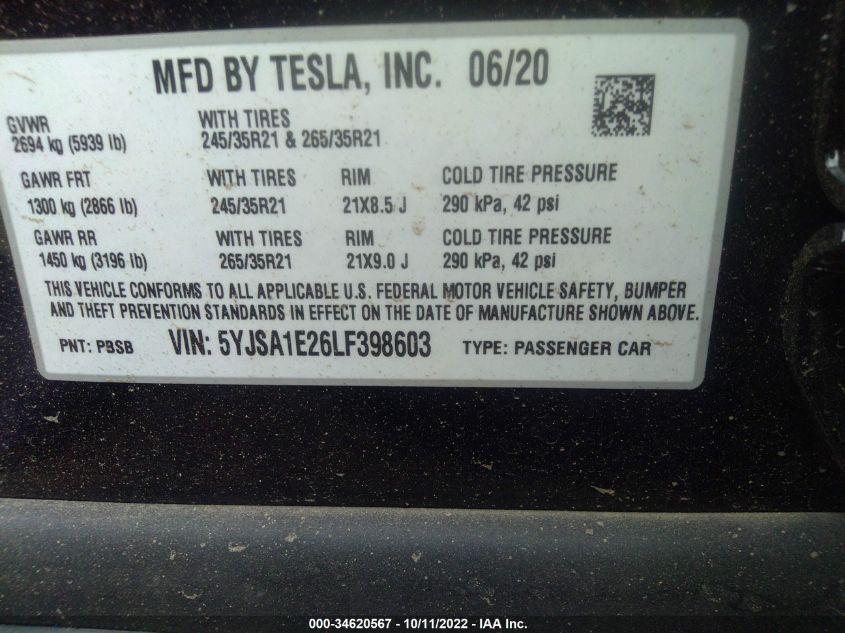 MFD BY TESLA, INC. 06/20
GVWR WITH TIRES
2694 kg (5939 lb) 245/35R21 & 265/35R21
GAWR FRT WITH TIRES RIM COLD TIRE PRESSURE
1300 kg (2866 lb) 245/35R21 21X8.5 J 290 kPa, 42 psi
GAWR RR WITH TIRES RIM COLD TIRE PRESSURE
1450 kg (3196 lb) 265/35R21 21X9.0 J 290 kPa, 42 psi
THIS VEHICLE CONFORMS TO ALL APPLICABLE U.S. FEDERAL MOTOR VEHICLE SAFETY, BUMPER
AND THEFT PREVENTION STANDARDS IN EFFECT ON THE DATE OF MANUFACTURE SHOWN ABOVE.
PNT: PBSB VIN: 5YJSA1E26LF398603 TYPE: PASSENGER CAR
000-34620567 - 10/11/2022 - IAA Inc.